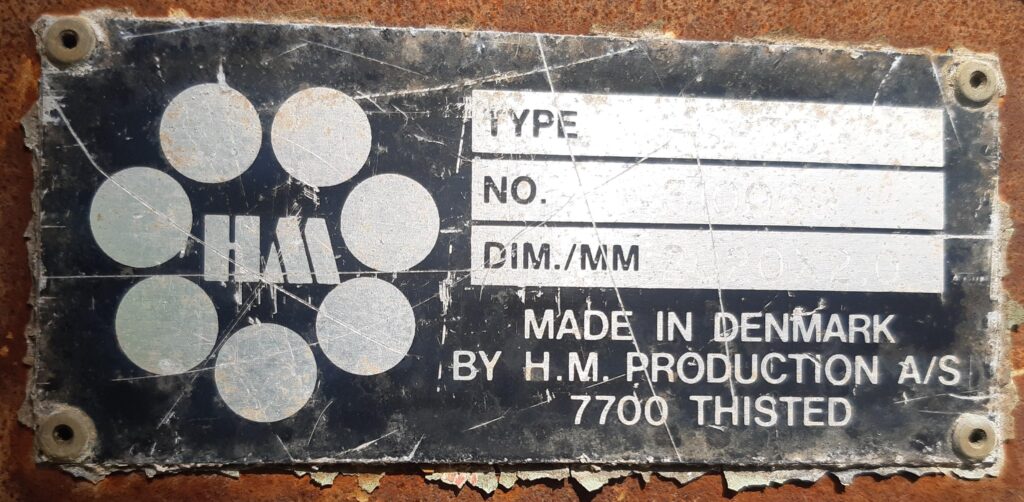 HM
TYPE
NO.
DIM./MM
MADE IN DENMARK
BY H.M. PRODUCTION A/S
7700 THISTED